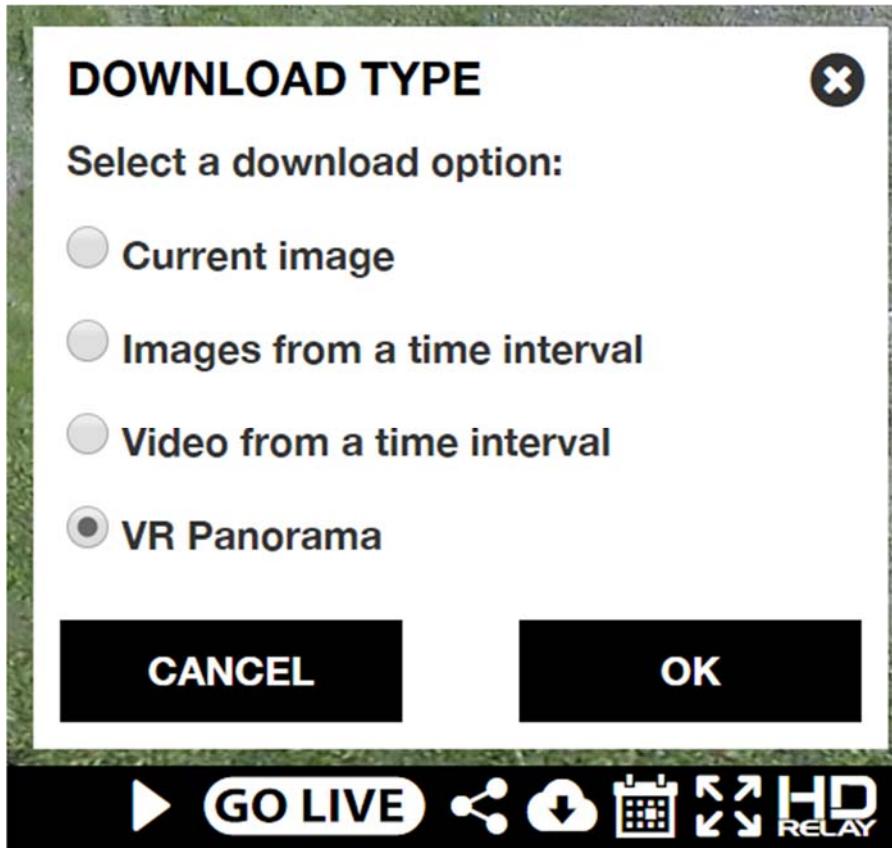 DOWNLOAD TYPE
Select a download option:
Current image
Images from a time interval
Video from a time interval
VR Panorama
CANCEL
OK
GO LIVE
HD
RELAY